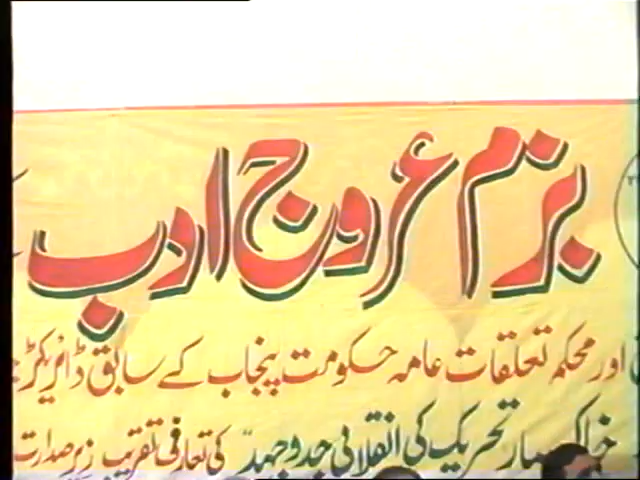 بزم عروج ادب
اور محکمہ تعلقات عامہ حکومت پنجاب کے سابق ڈائریکٹر
خاکسار تحریک کی انقلابی جدوجہد" کی تعارفی تقریب زیر صدارت